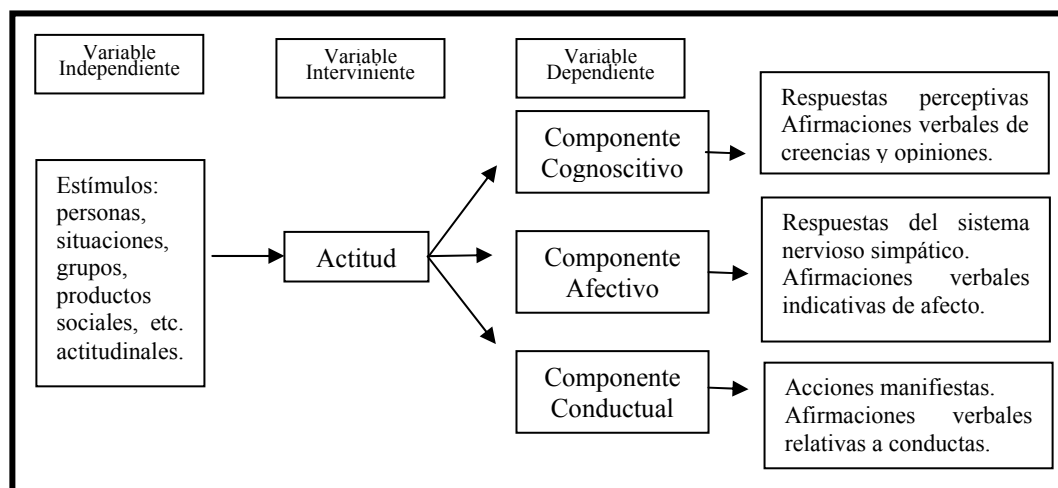 Variable
Independiente
Variable
Interviniente
Variable
Dependiente
Estímulos:
personas,
situaciones,
grupos,
productos
sociales, etc.
actitudinales.
Actitud
Componente
Cognoscitivo
Respuestas perceptivas
Afirmaciones verbales de
creencias y opiniones.
Componente
Afectivo
Respuestas del sistema
nervioso simpático.
Afirmaciones verbales
indicativas de afecto.
Componente
Conductual
Acciones manifiestas.
Afirmaciones verbales
relativas a conductas.